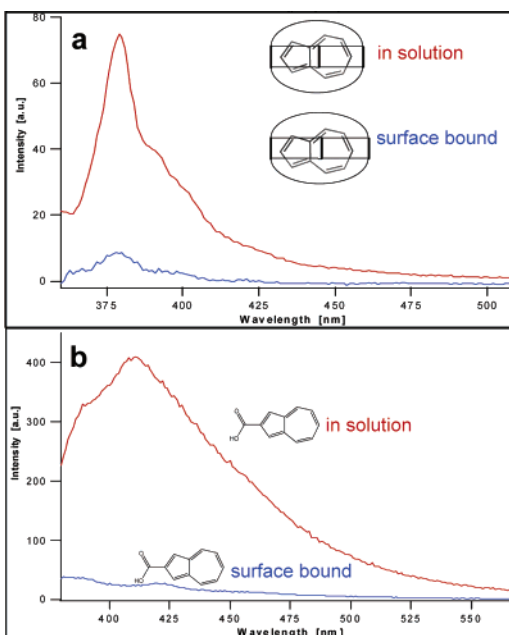 a
80
60
40
20
0
Intensity [a.u.]
in solution
surface bound
375
400
425
450
475
500
Wavelength [nm]
b
400
300
200
100
0
Intensity [a.u.]
O
HO
in solution
O
HO
surface bound
400
425
450
475
500
525
550
Wavelength [nm]